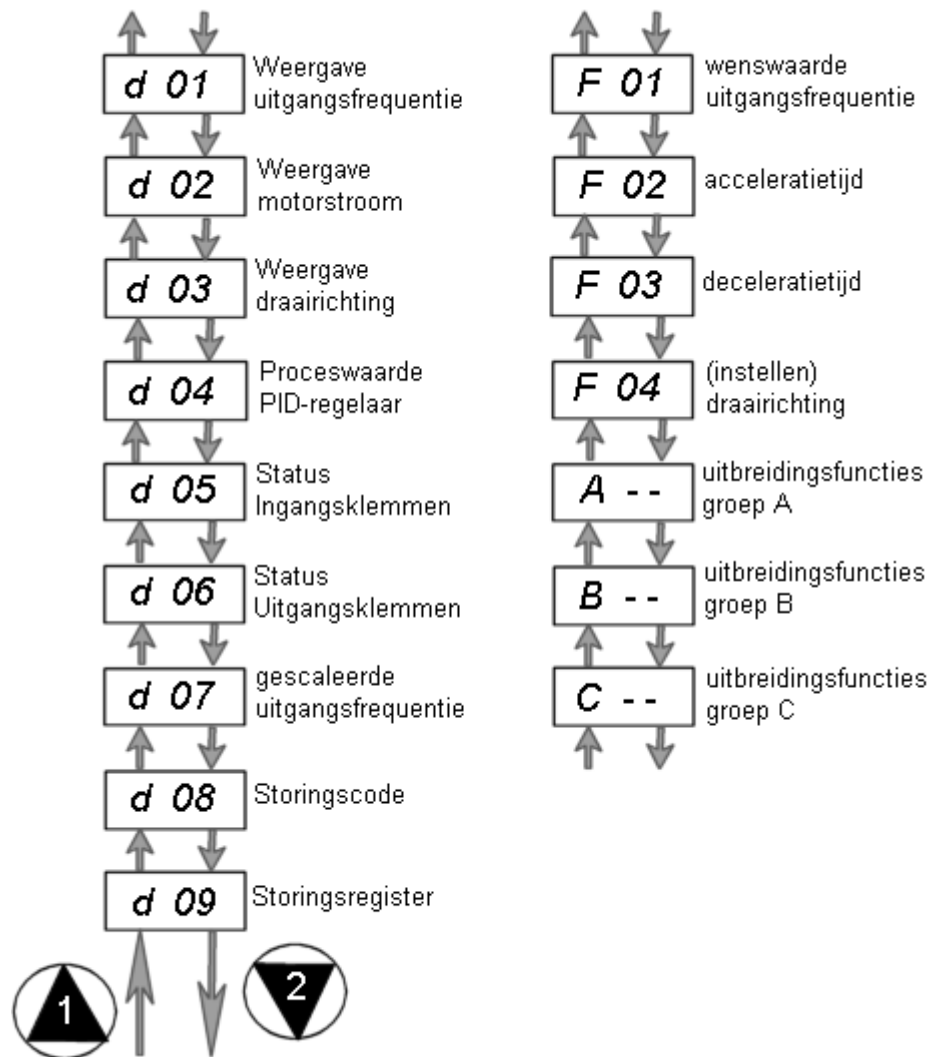 d 01
Weergave
uitgangsfrequentie
d 02
Weergave
motorstroom
d 03
Weergave
draairichting
d 04
Proceswaarde
PID-regelaar
d 05
Status
Ingangsklemmen
d 06
Status
Uitgangsklemmen
d 07
gescaleerde
uitgangsfrequentie
d 08
Storingscode
d 09
Storingsregister
1
2
F 01
wenswaarde
uitgangsfrequentie
F 02
acceleratietijd
F 03
deceleratietijd
F 04
(instellen)
draairichting
A - -
uitbreidingsfuncties
groep A
B - -
uitbreidingsfuncties
groep B
C - -
uitbreidingsfuncties
groep C